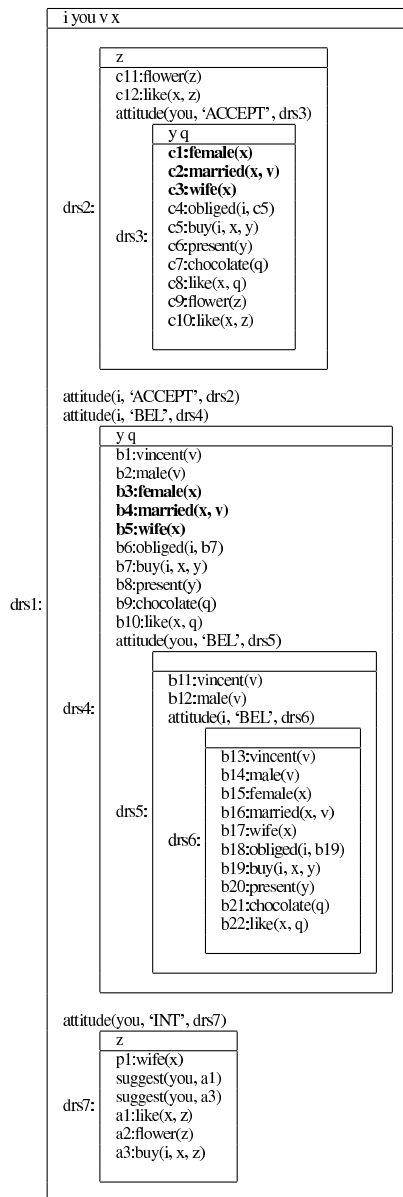 i you v x
z
c11:flower(z)
c12:like(x, z)
attitude(you, ‘ACCEPT’, drs3)
y q
c1:female(x)
c2:married(x, v)
c3:wife(x)
drs2:
c4:obliged(i, c5)
drs3:
c5:buy(i, x, y)
c6:present(y)
c7:chocolate(q)
c8:like(x, q)
c9:flower(z)
c10:like(x, z)
attitude(i, ‘ACCEPT’, drs2)
attitude(i, ‘BEL’, drs4)
y q
b1:vincent(v)
b2:male(v)
b3:female(x)
b4:married(x, v)
b5:wife(x)
b6:obliged(i, b7)
b7:buy(i, x, y)
b8:present(y)
drs1:
b9:chocolate(q)
b10:like(x, q)
attitude(you, ‘BEL’, drs5)
b11:vincent(v)
drs4:
b12:male(v)
attitude(i, ‘BEL’, drs6)
b13:vincent(v)
b14:male(v)
b15:female(x)
b16:married(x, v)
drs5:
b17:wife(x)
drs6:
b18:obliged(i, b19)
b19:buy(i, x, y)
b20:present(y)
b21:chocolate(q)
b22:like(x, q)
attitude(you, ‘INT’, drs7)
z
p1:wife(x)
suggest(you, a1)
suggest(you, a3)
drs7:
a1:like(x, z)
a2:flower(z)
a3:buy(i, x, z)